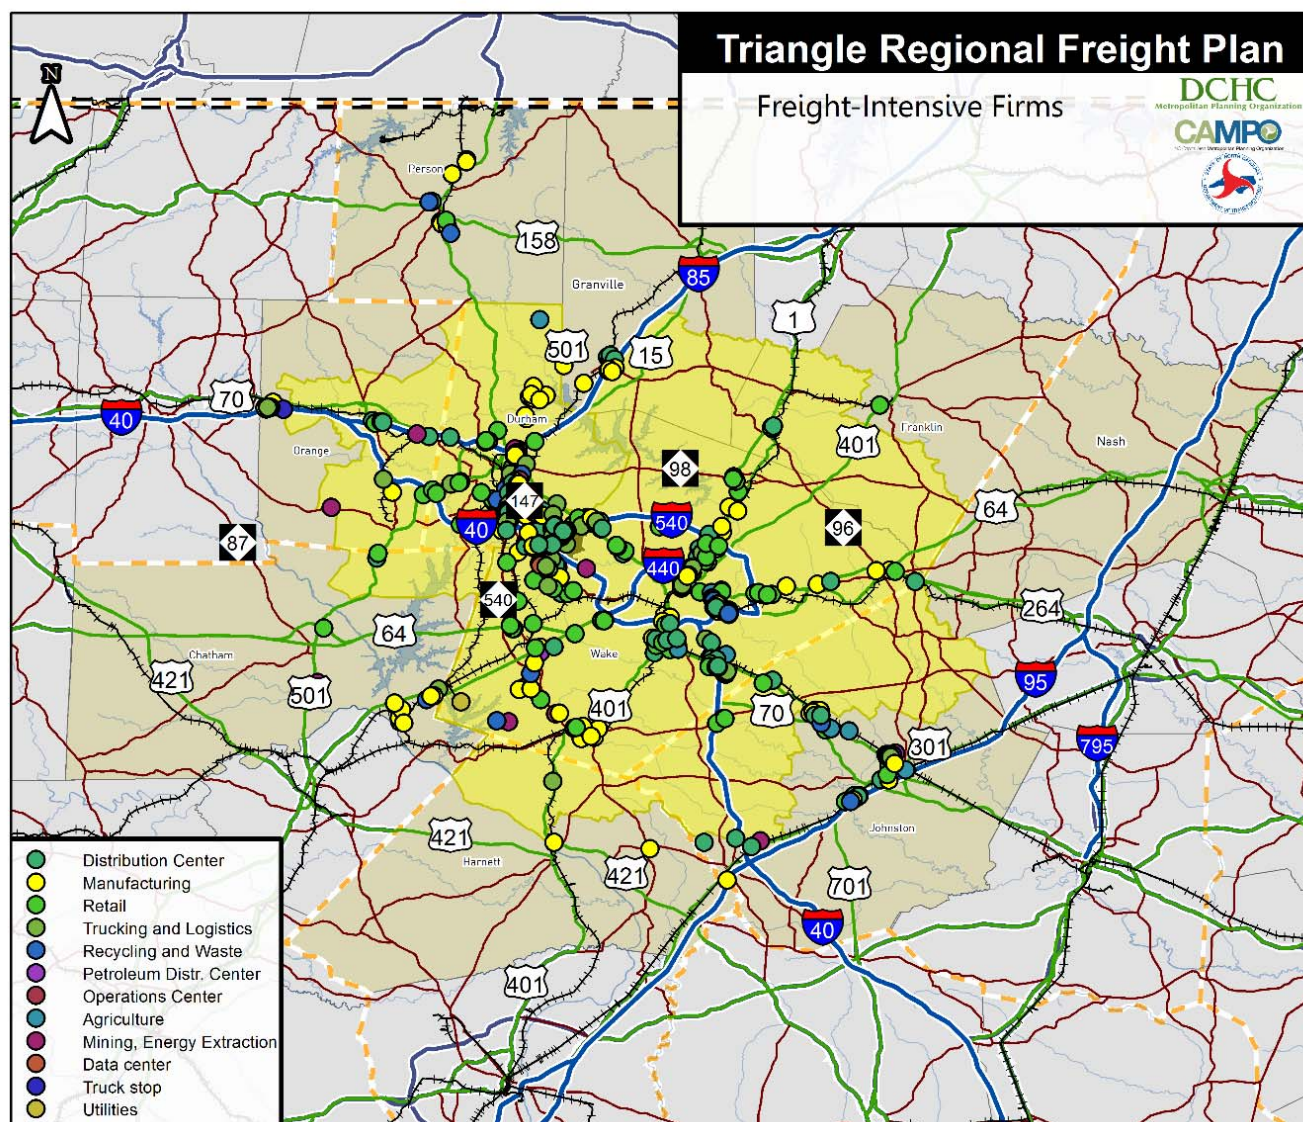 Triangle Regional Freight Plan
Freight-Intensive Firms
DCHC
Metropolitan Planning Organization
CAMPO
N
Person
158
85
Granville
1
501
15
70
40
Durham
Franklin
401
Nash
Orange
98
147
64
87
40
540
96
440
540
264
64
Wake
Chatham
421
501
401
70
95
301
795
421
Harnett
421
Johnston
701
40
401
Distribution Center
Manufacturing
Retail
Trucking and Logistics
Recycling and Waste
Petroleum Distr. Center
Operations Center
Agriculture
Mining, Energy Extraction
Data center
Truck stop
Utilities